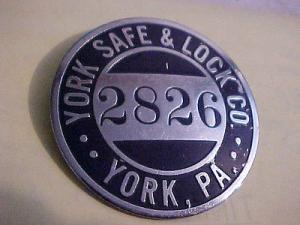 YORK SAFE & LOCK CO.
2826
YORK, PA.